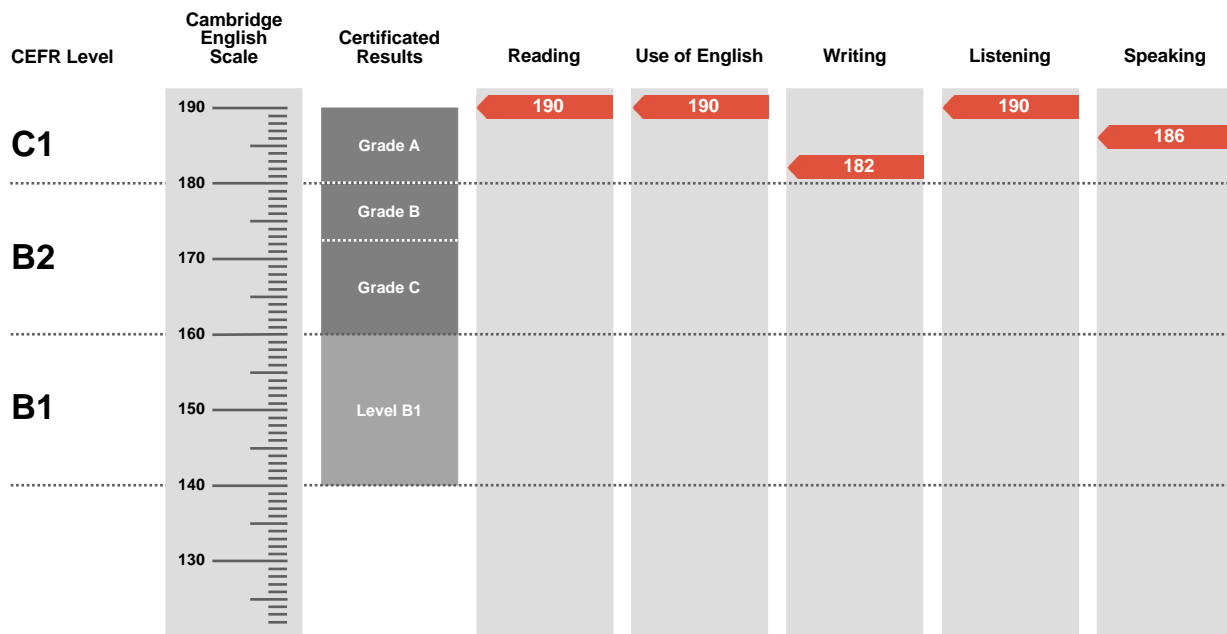 CEFR Level
Cambridge
English
Scale
Certificated
Results
Reading
Use of English
Writing
Listening
Speaking
190
190
190
190
C1
Grade A
186
182
180
Grade B
B2
170
Grade C
160
B1
150
Level B1
140
130